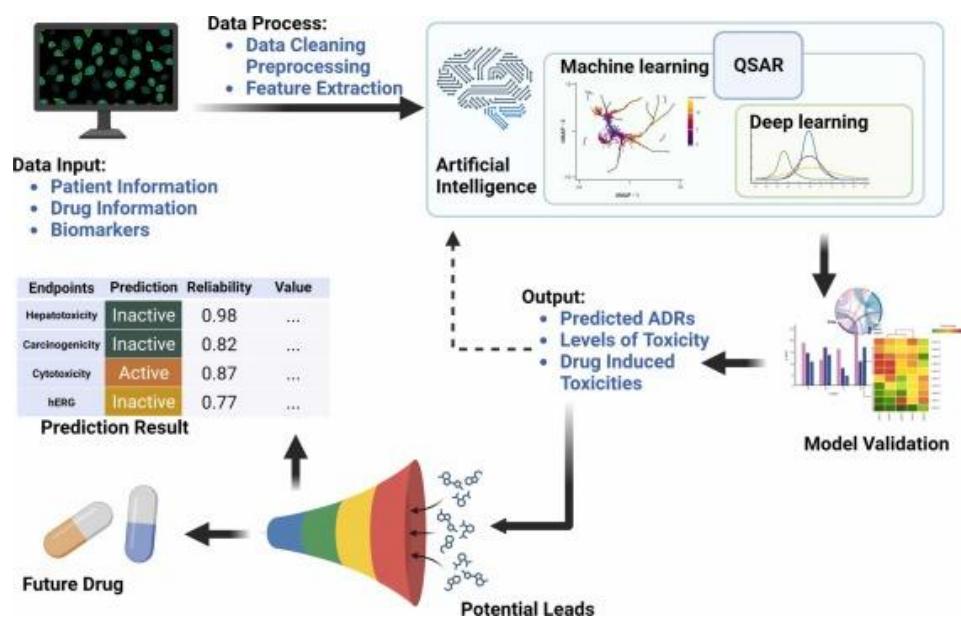 Data Process:
• Data Cleaning
Preprocessing
• Feature Extraction
Data Input:
• Patient Information
• Drug Information
• Biomarkers
Artificial
Intelligence
Machine learning
QSAR
Deep learning
UMAP - 1
Model Validation
Output:
• Predicted ADRs
• Levels of Toxicity
• Drug Induced
Toxicities
Endpoints Prediction Reliability Value
Hepatotoxicity Inactive 0.98 ...
Carcinogenicity Inactive 0.82 ...
Cytotoxicity Active 0.87 ...
hERG Inactive 0.77 ...
Prediction Result
Future Drug
Potential Leads